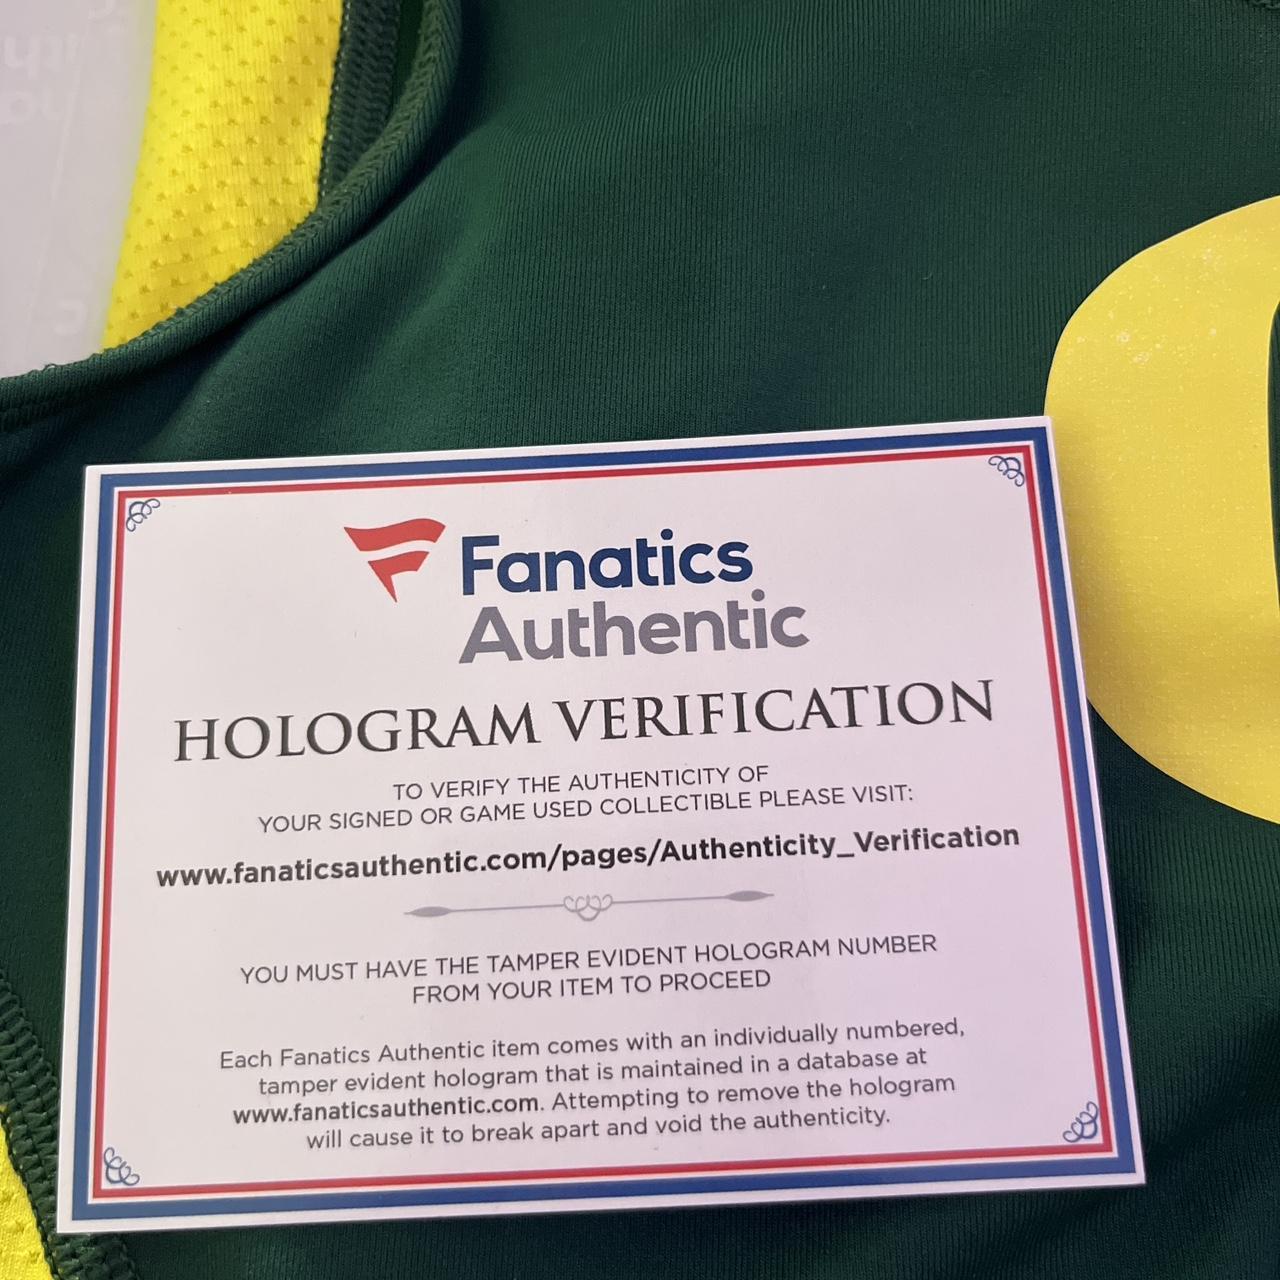 Fanatics
Authentic
HOLOGRAM VERIFICATION
TO VERIFY THE AUTHENTICITY OF
YOUR SIGNED OR GAME USED COLLECTIBLE PLEASE VISIT:
www.fanaticsauthentic.com/pages/Authenticity_Verification
YOU MUST HAVE THE TAMPER EVIDENT HOLOGRAM NUMBER
FROM YOUR ITEM TO PROCEED
Each Fanatics Authentic item comes with an individually numbered,
tamper evident hologram that is maintained in a database at
www.fanaticsauthentic.com. Attempting to remove the hologram
will cause it to break apart and void the authenticity.